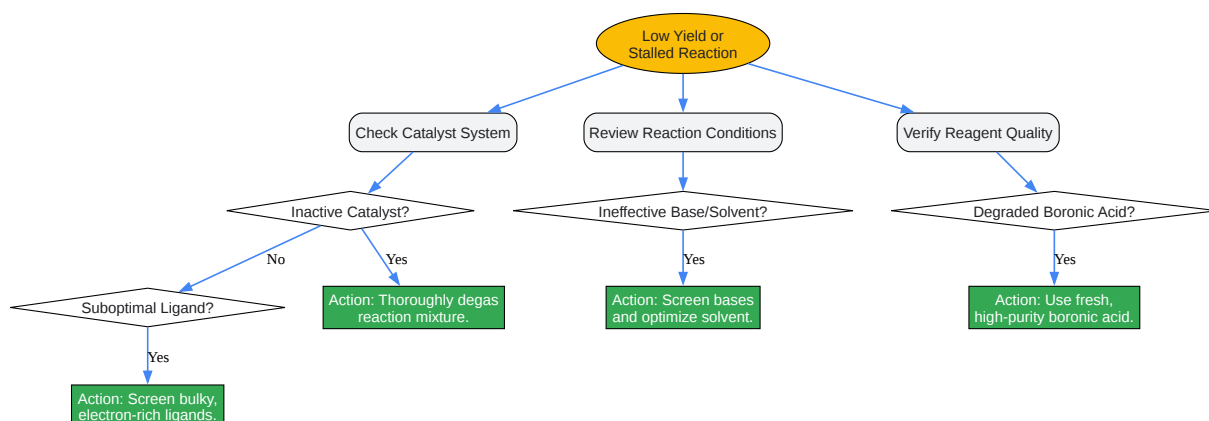 Low Yield or
Stalled Reaction
Check Catalyst System
Review Reaction Conditions
Verify Reagent Quality
Inactive Catalyst?
Ineffective Base/Solvent?
Degraded Boronic Acid?
No
Yes
Yes
Yes
Suboptimal Ligand?
Action: Thoroughly degas
reaction mixture.
Action: Screen bases
and optimize solvent.
Action: Use fresh,
high-purity boronic acid.
Yes
Action: Screen bulky,
electron-rich ligands.